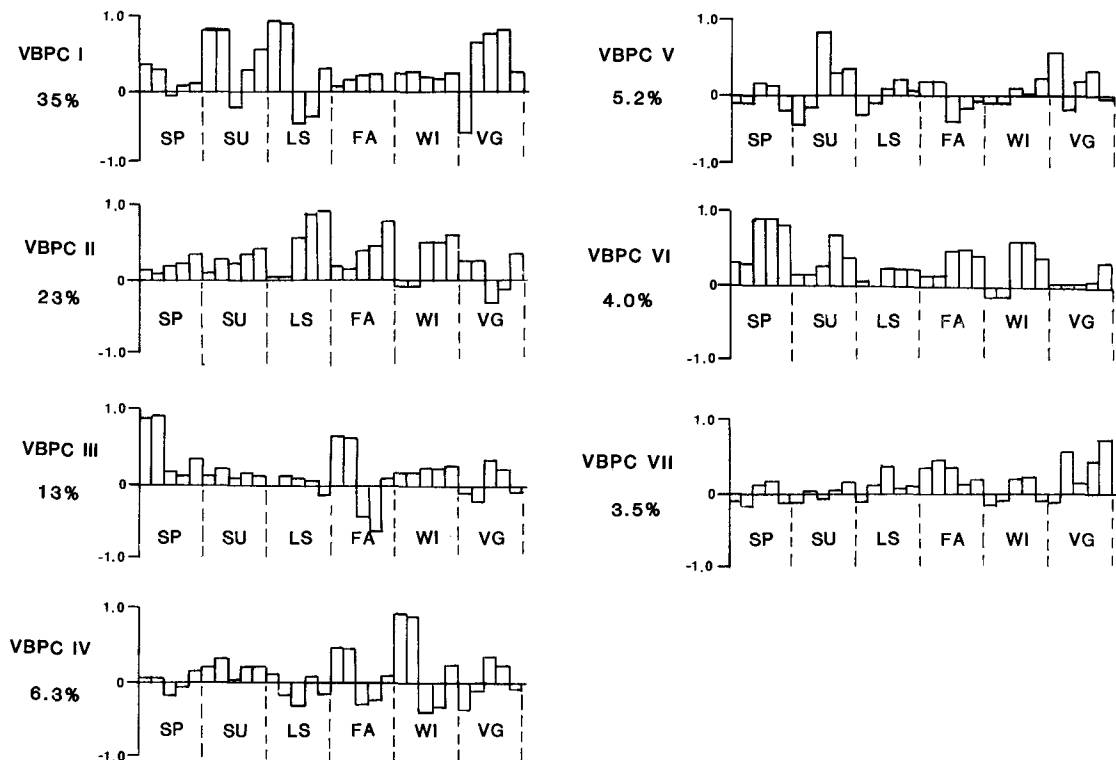 VBPC I
35%
1.0
0
-1.0
SP SU LS FA WI VG
VBPC II
23%
1.0
0
-1.0
SP SU LS FA WI VG
VBPC III
13%
1.0
0
-1.0
SP SU LS FA WI VG
VBPC IV
6.3%
1.0
0
-1.0
SP SU LS FA WI VG
VBPC V
5.2%
1.0
0
-1.0
SP SU LS FA WI VG
VBPC VI
4.0%
1.0
0
-1.0
SP SU LS FA WI VG
VBPC VII
3.5%
1.0
0
-1.0
SP SU LS FA WI VG